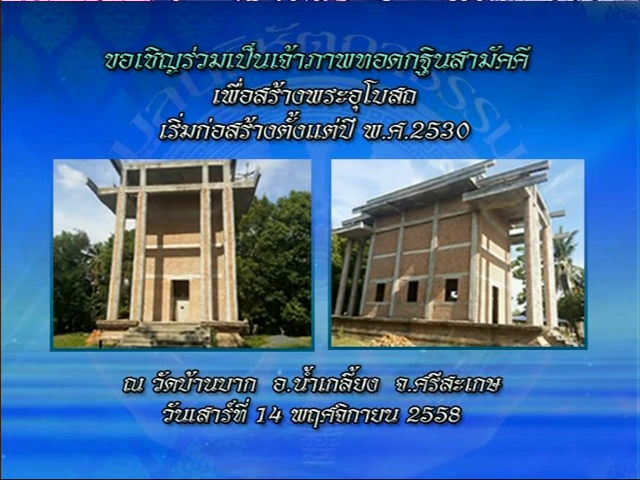 ขอเชิญร่วมเป็นเจ้าภาพทอดกฐินสามัคคี
เพื่อสร้างพระอุโบสถ
เริ่มก่อสร้างตั้งแต่ปี พ.ศ.2530
ณ วัดบ้านบาก อ.น้ำเกลี้ยง จ.ศรีสะเกษ
วันเสาร์ที่ 14 พฤศจิกายน 2558